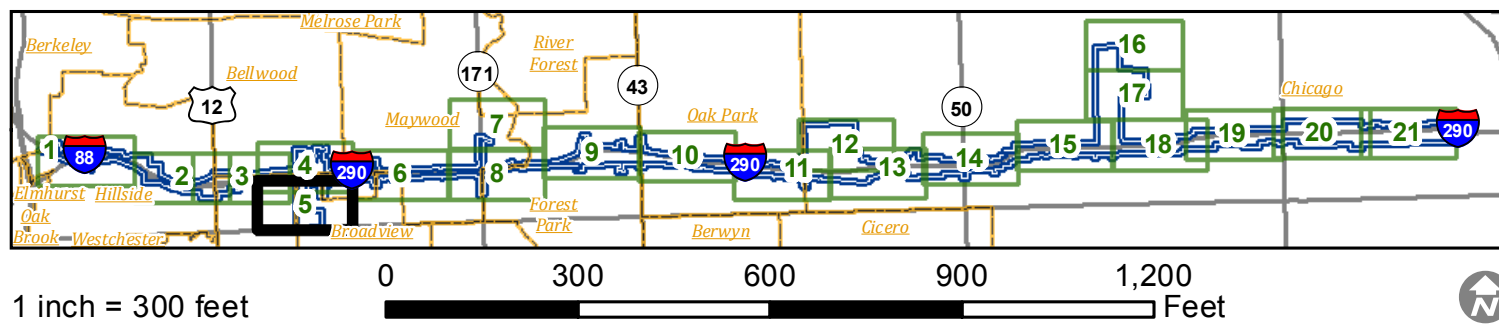 Melrose Park
Berkeley
River
Forest
Bellwood
171
43
12
50
Maywood
Oak Park
Chicago
16
17
1
88
2
3
4
290
5
6
7
8
9
10
290
11
12
13
14
15
18
19
20
21
290
Elmhurst
Hillside
Oak
Brook
Westchester
Broadview
Forest
Park
Berwyn
Cicero
0 300 600 900 1,200
1 inch = 300 feet
Feet
N